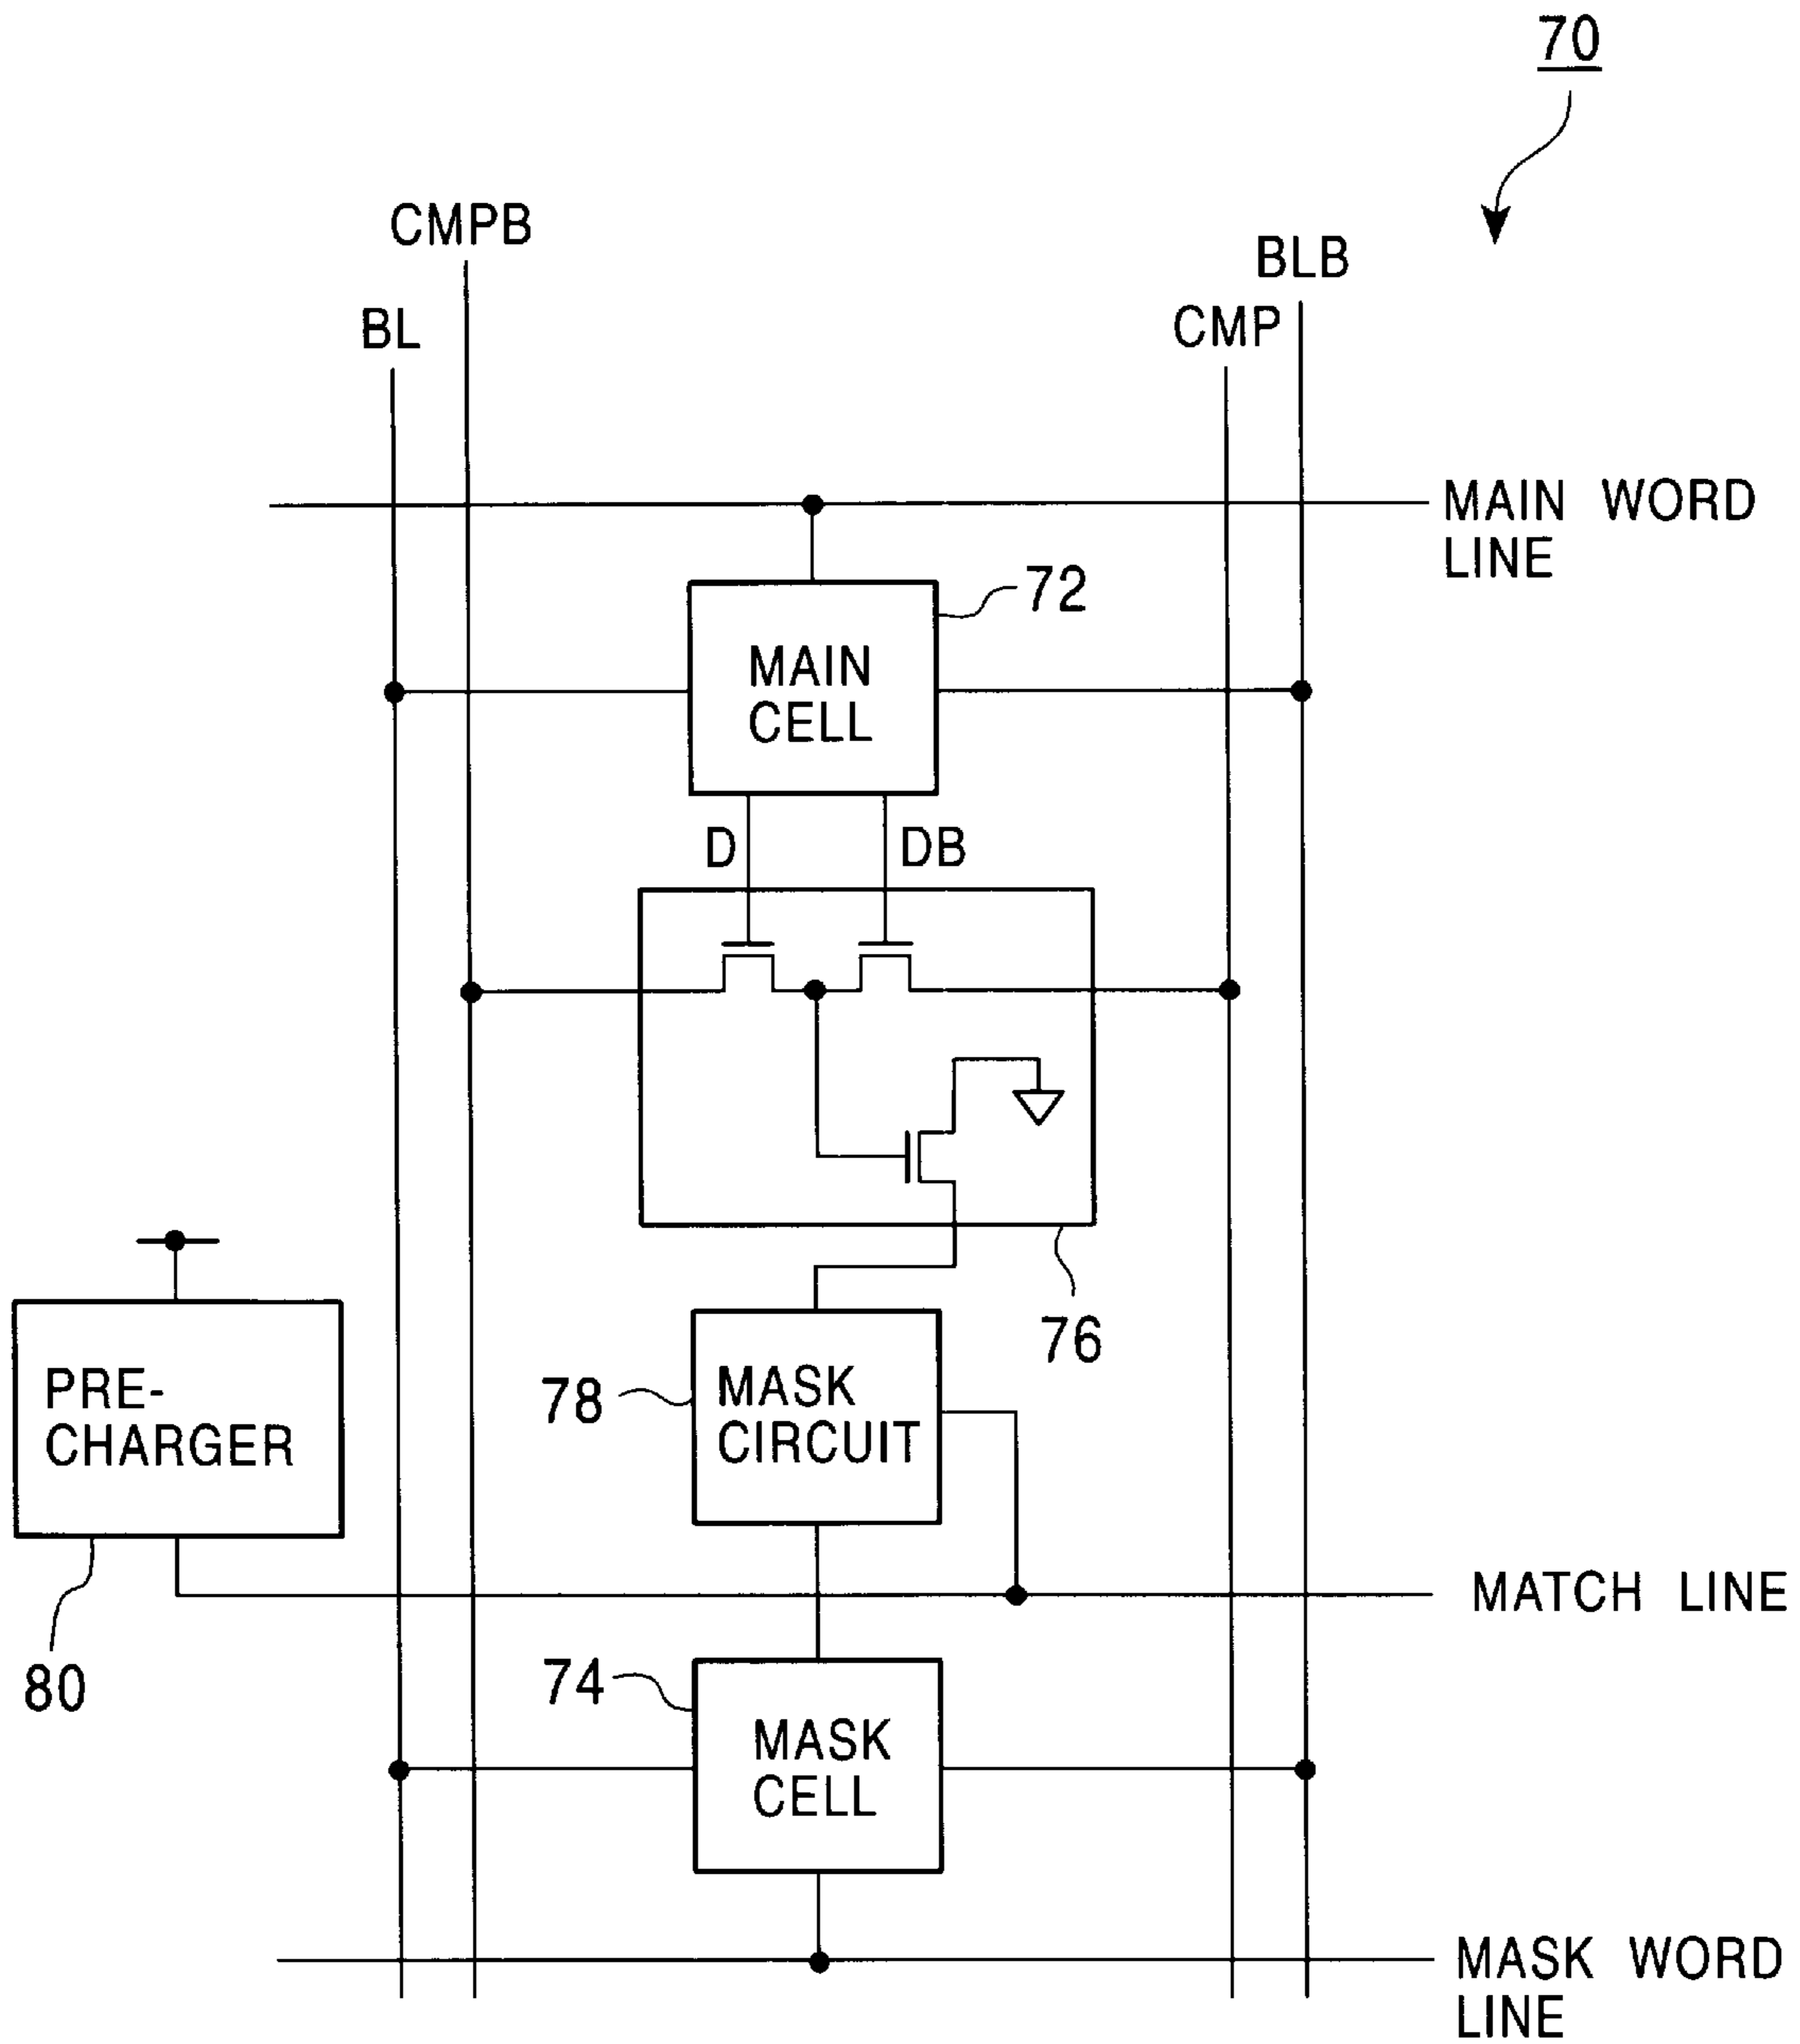 70
CMPB
BLB
BL
CMP
MAIN WORD
LINE
72
MAIN
CELL
D
DB
76
PRE-
CHARGER
78
MASK
CIRCUIT
MATCH LINE
80
74
MASK
CELL
MASK WORD
LINE